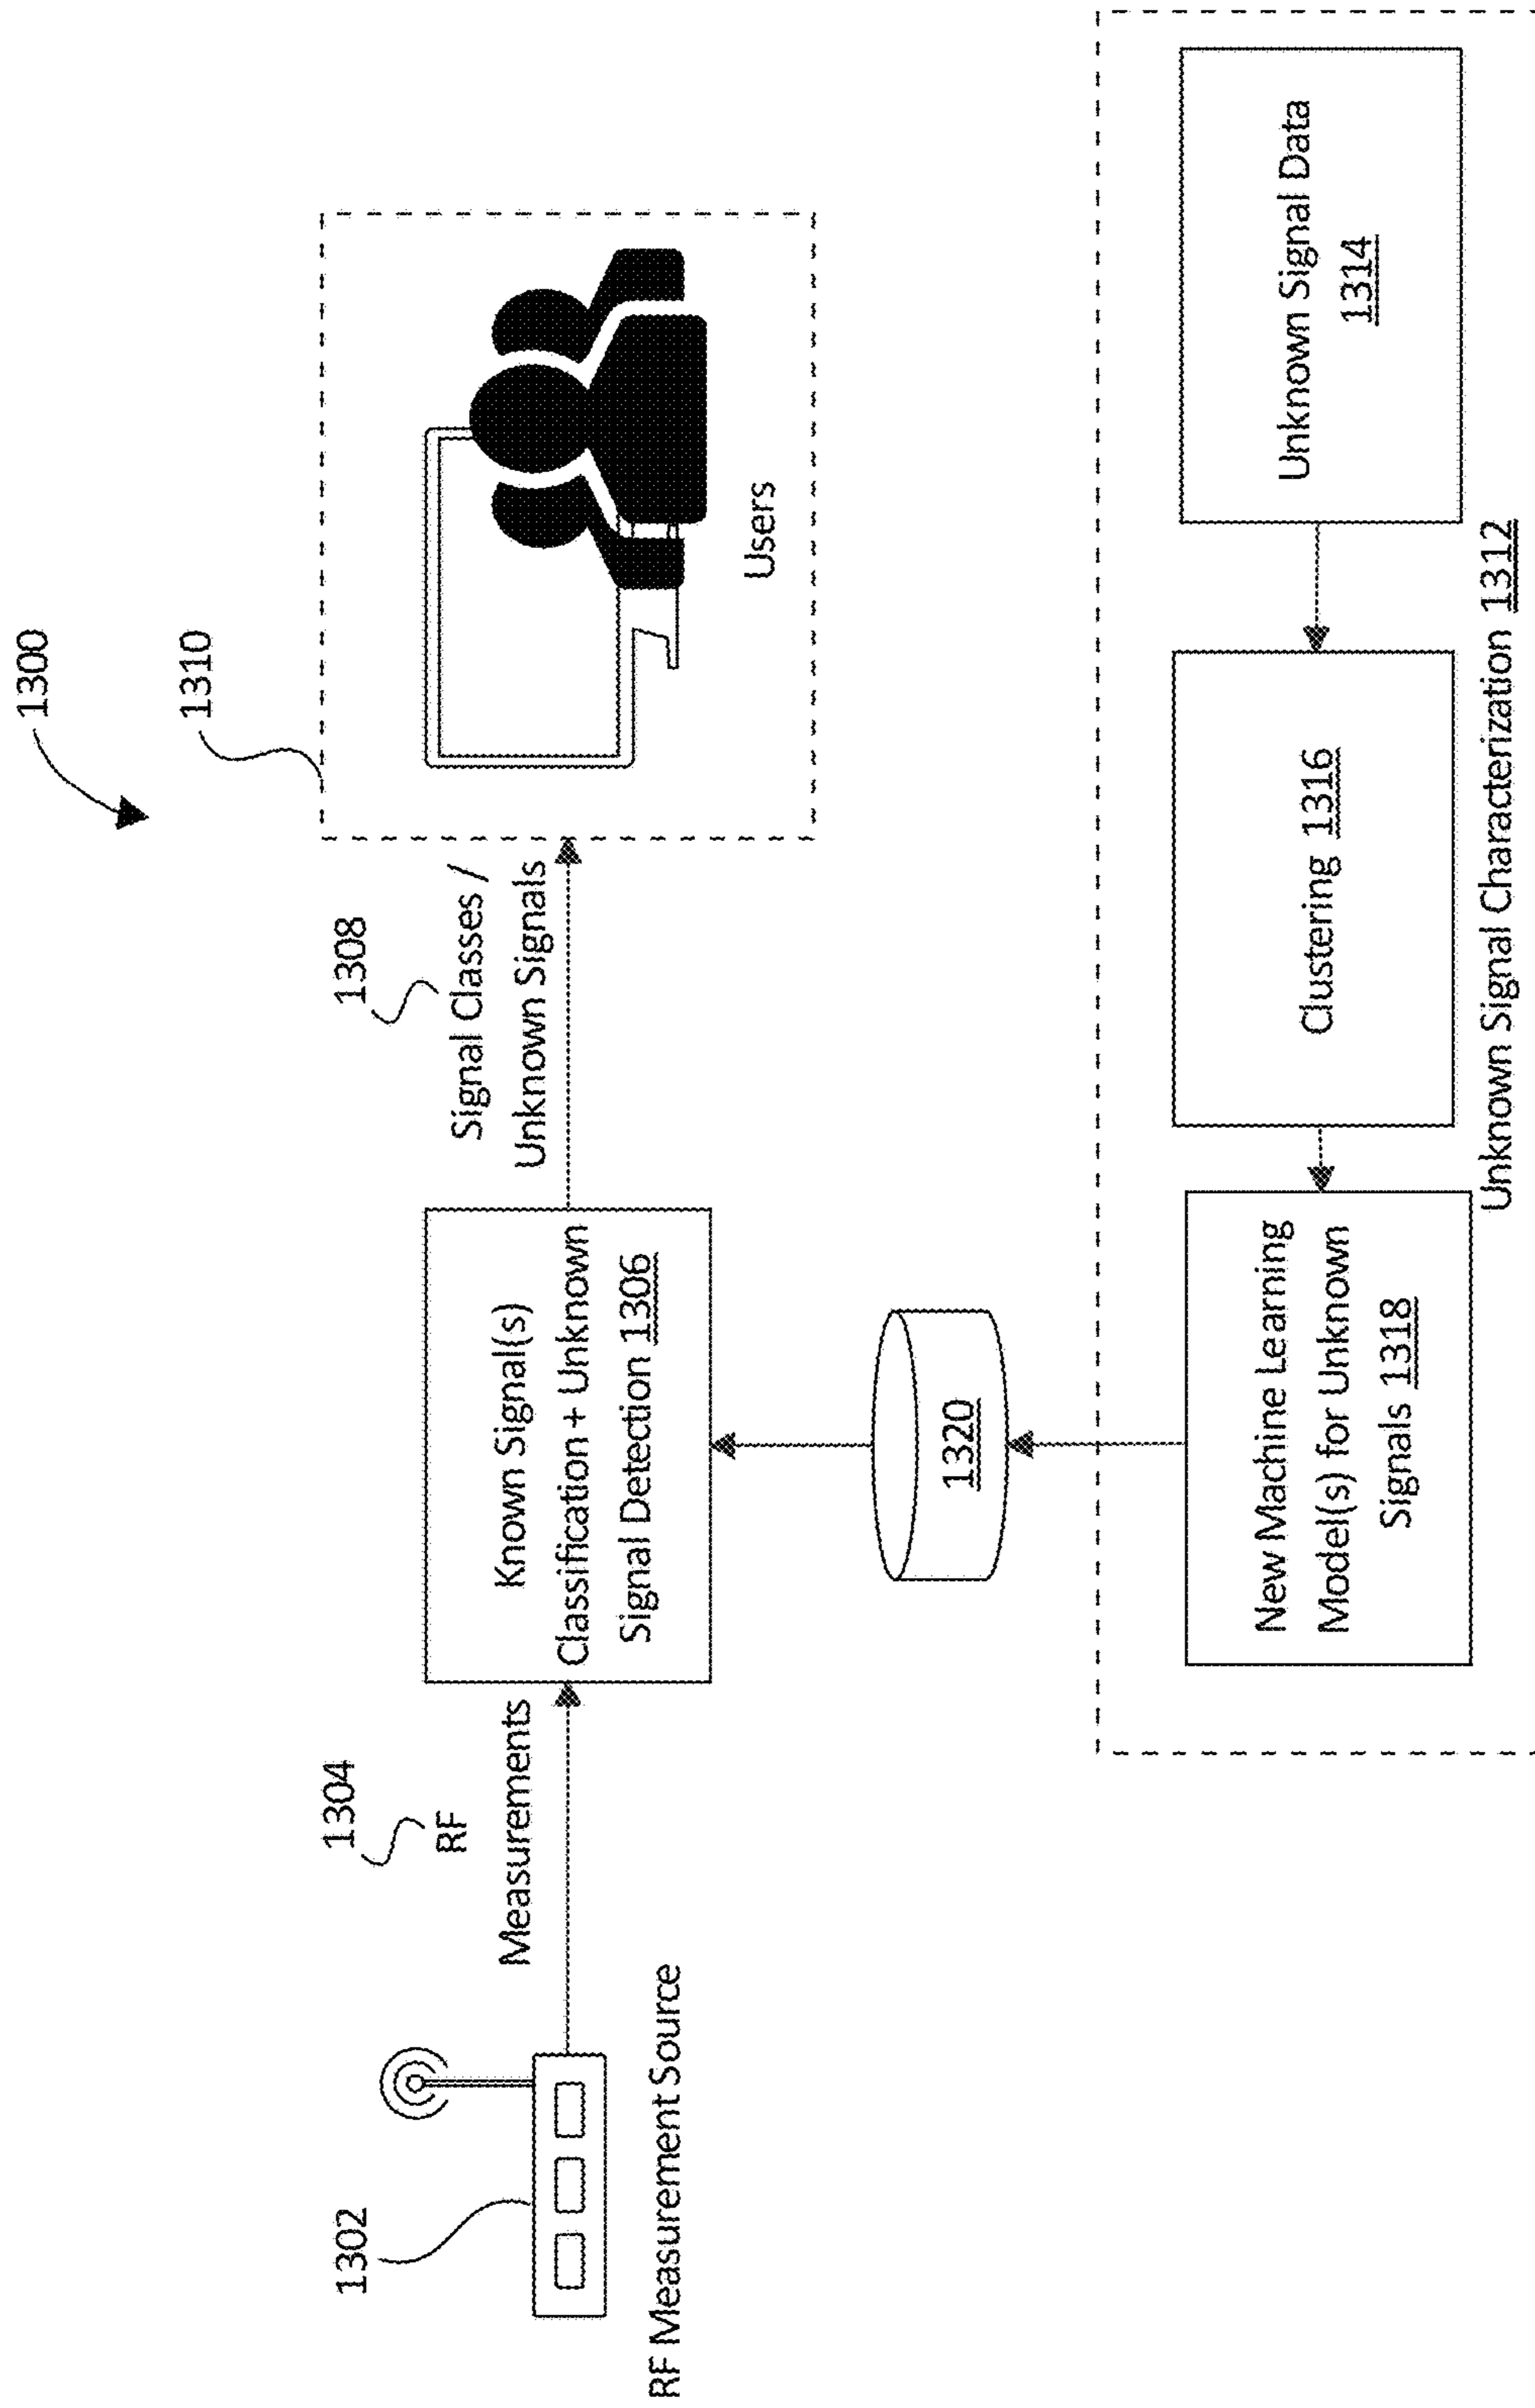 1300
1310
1308
1304
1302
RF
Measurements
Signal Classes /
Unknown Signals
Known Signal(s)
Classification + Unknown
Signal Detection 1306
RF Measurement Source
Users
1320
New Machine Learning
Model(s) for Unknown
Signals 1318
Clustering 1316
Unknown Signal Data
1314
Unknown Signal Characterization 1312